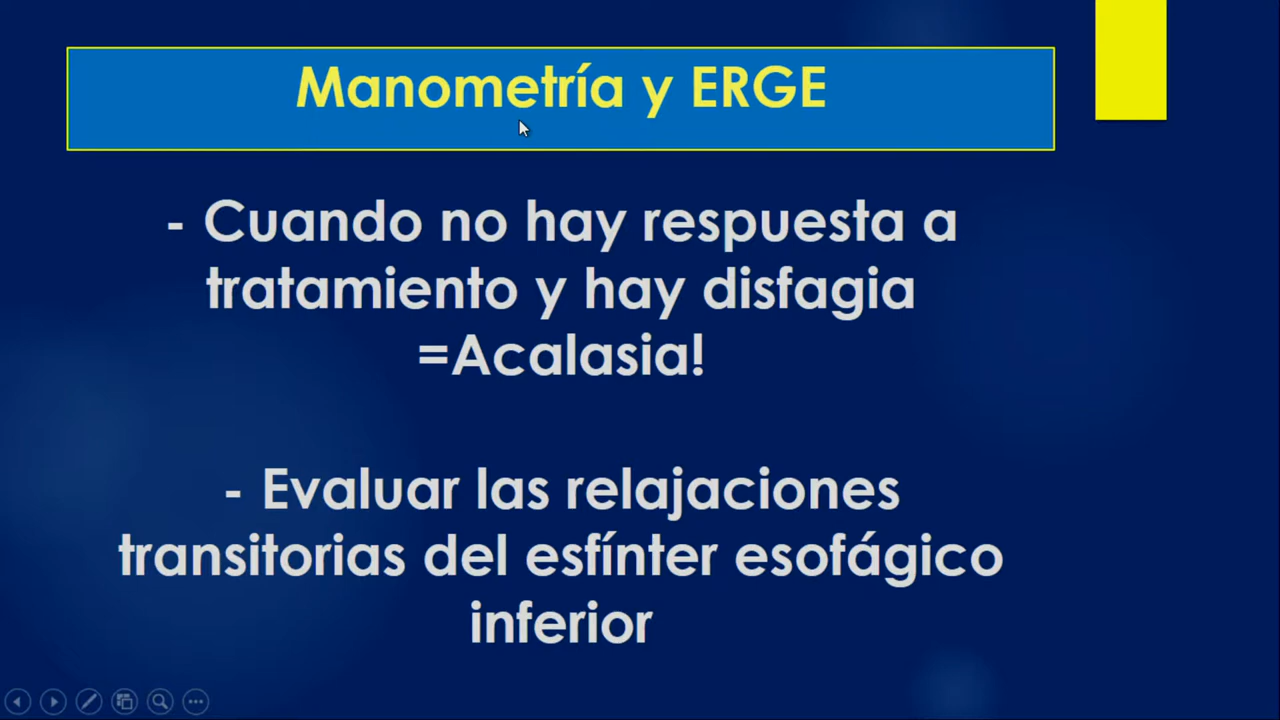 Manometría y ERGE
- Cuando no hay respuesta a
tratamiento y hay disfagia
=Acalasia!
- Evaluar las relajaciones
transitorias del esfínter esofágico
inferior